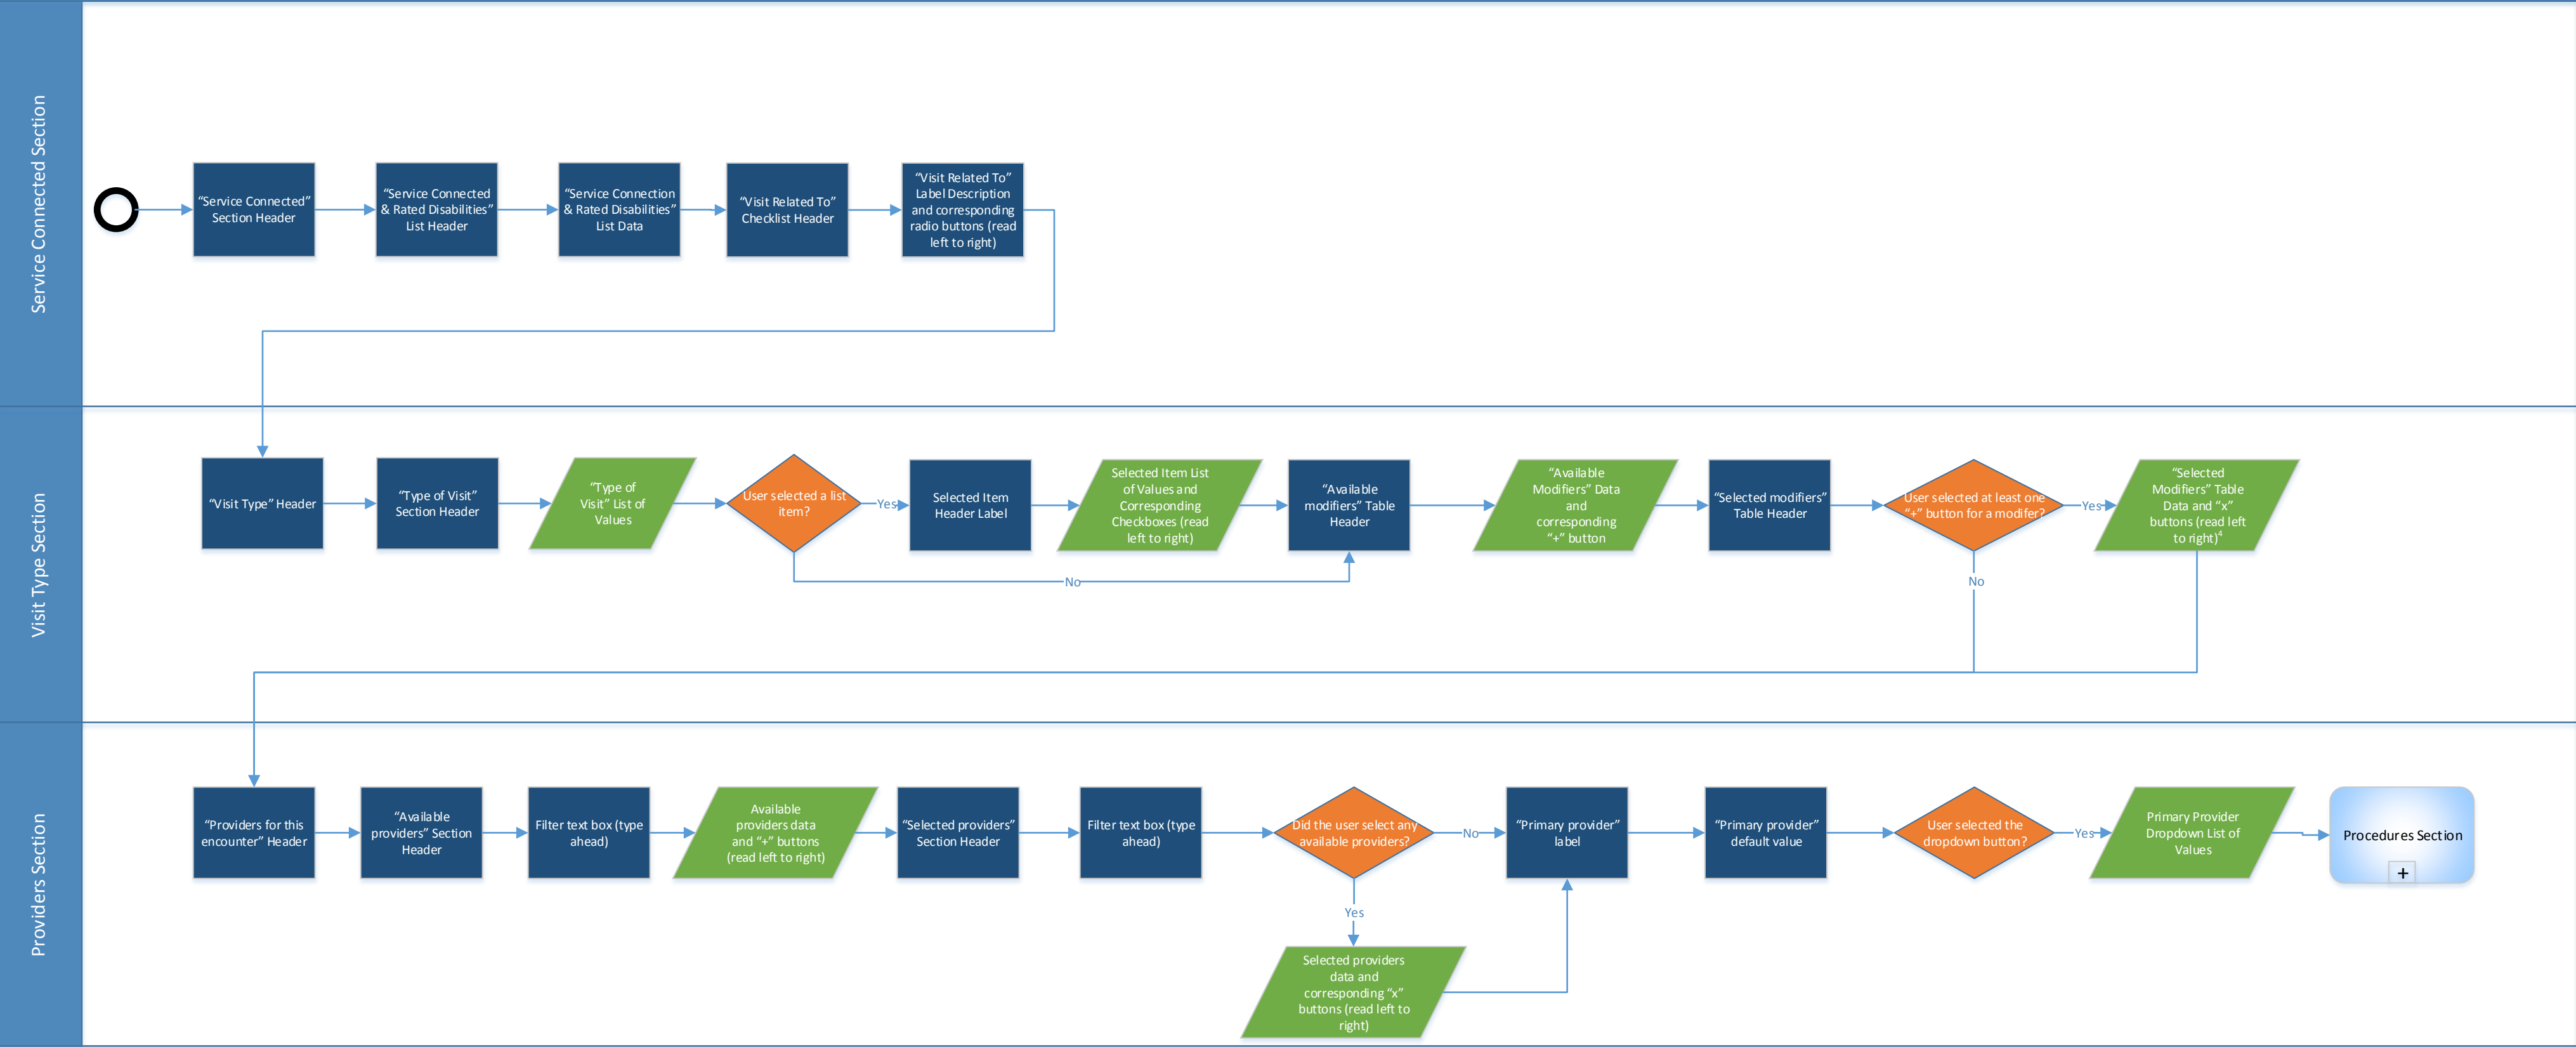 Service Connected Section
“Service Connected”
Section Header
“Service Connected
& Rated Disabilities”
List Header
“Service Connection
& Rated Disabilities”
List Data
“Visit Related To”
Checklist Header
“Visit Related To”
Label Description
and corresponding
radio buttons (read
left to right)
Visit Type Section
“Visit Type” Header
“Type of Visit”
Section Header
“Type of
Visit” List of
Values
User selected a list
item?
Yes
No
Selected Item
Header Label
Selected Item List
of Values and
Corresponding
Checkboxes (read
left to right)
“Available
modifiers” Table
Header
“Available
Modifiers” Data
and
corresponding
“+” button
“Selected modifiers”
Table Header
User selected at least one
“+” button for a modifer?
Yes
No
“Selected
Modifiers” Table
Data and “x”
buttons (read left
to right)⁴
Providers Section
“Providers for this
encounter” Header
“Available
providers” Section
Header
Filter text box (type
ahead)
Available
providers data
and “+” buttons
(read left to right)
“Selected providers”
Section Header
Filter text box (type
ahead)
Did the user select any
available providers?
No
Yes
Selected providers
data and
corresponding “x”
buttons (read left to
right)
“Primary provider”
label
“Primary provider”
default value
User selected the
dropdown button?
Yes
Primary Provider
Dropdown List of
Values
Procedures Section
+